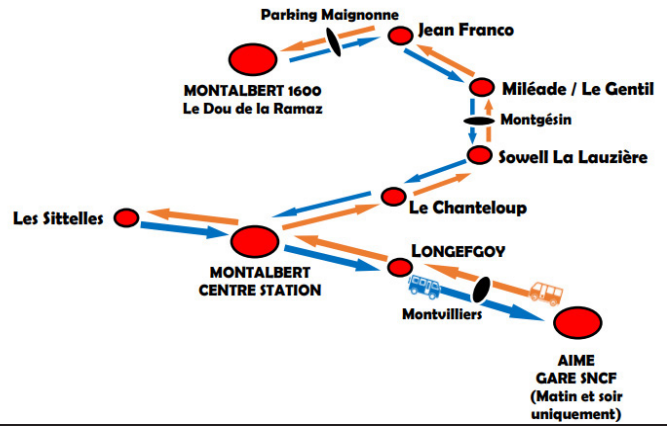 Parking Maignonne
Jean Franco
MONTALBERT 1600
Le Dou de la Ramaz
Miléade / Le Gentil
Montgésin
Sowell La Lauzière
Le Chanteloup
Les Sittelles
MONTALBERT
CENTRE STATION
LONGEFGOY
Montvilliers
AIME
GARE SNCF
(Matin et soir
uniquement)